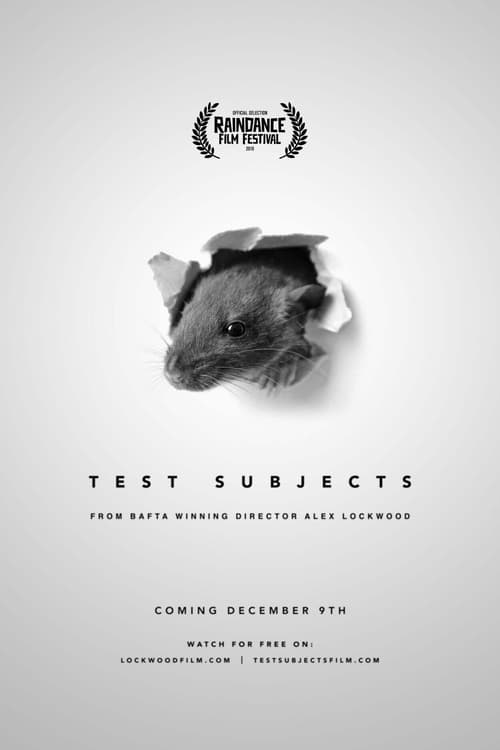 OFFICIAL SELECTION
RAINDANCE
FILM FESTIVAL
2019
TEST SUBJECTS
FROM BAFTA WINNING DIRECTOR ALEX LOCKWOOD
COMING DECEMBER 9TH
WATCH FOR FREE ON:
LOCKWOODFILM.COM | TESTSUBJECTSFILM.COM